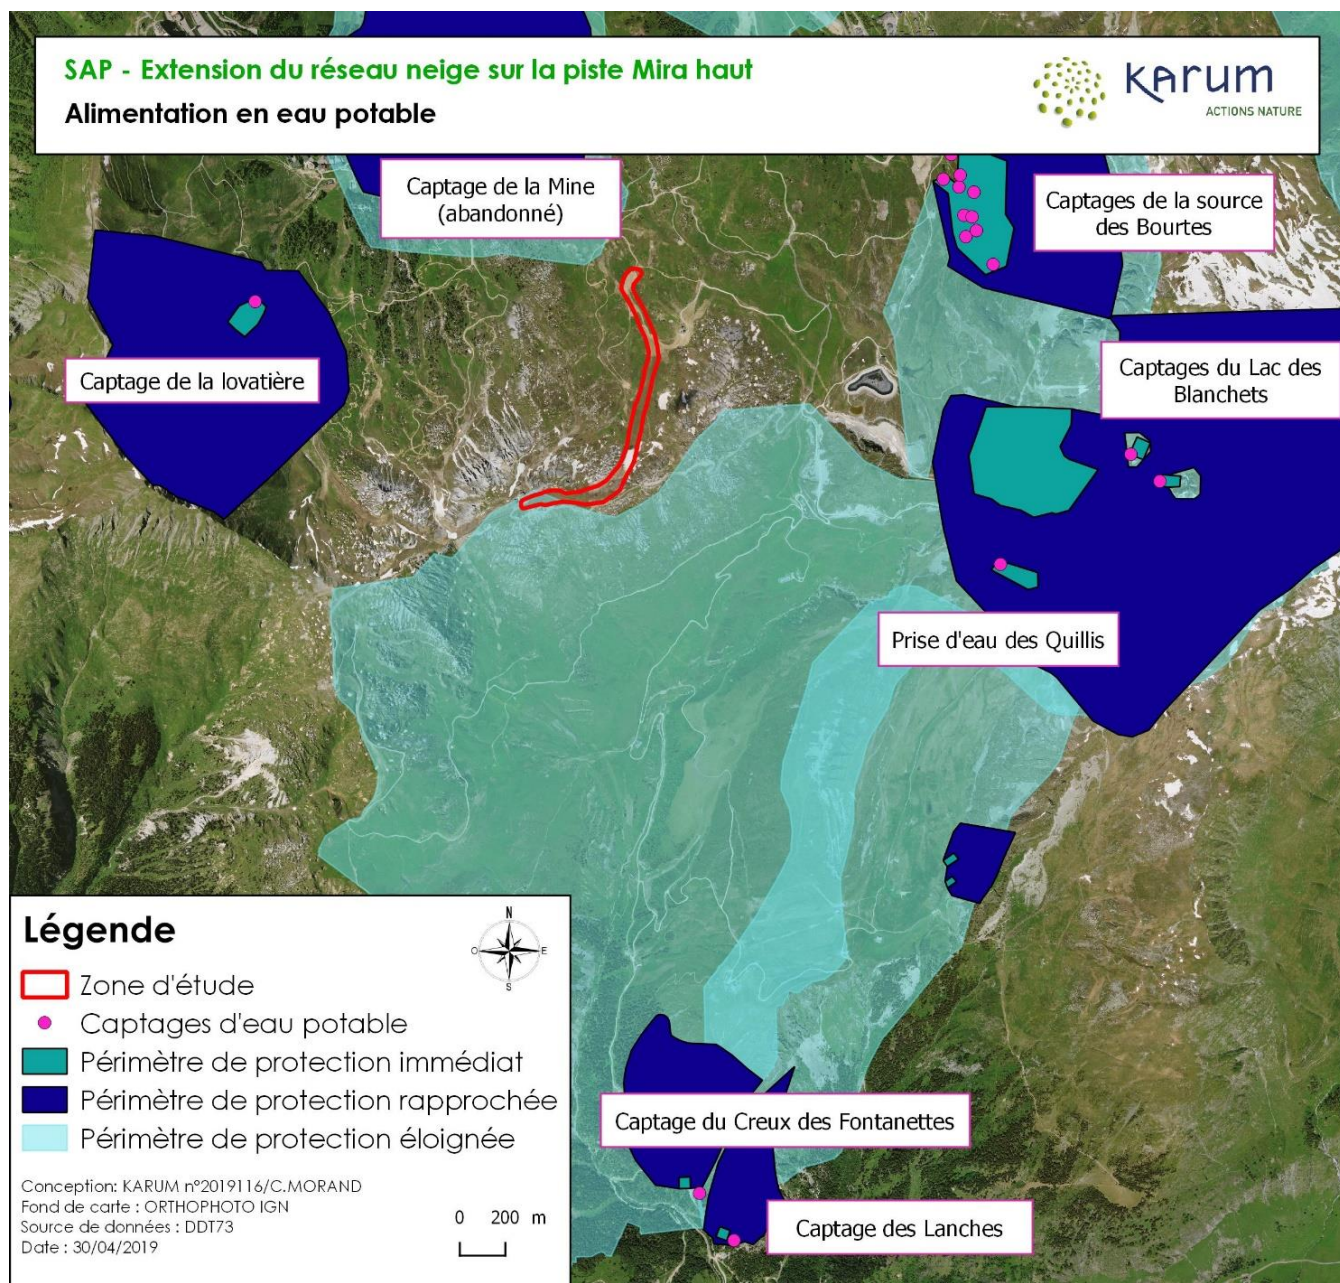 SAP - Extension du réseau neige sur la piste Mira haut
Alimentation en eau potable
KARUM
ACTIONS NATURE
Captage de la Mine
(abandonné)
Captages de la source
des Bourtes
Captage de la lovatière
Captages du Lac des
Blanchets
Prise d'eau des Quillis
Légende
N
O
E
S
Zone d'étude
Captages d'eau potable
Périmètre de protection immédiat
Périmètre de protection rapprochée
Périmètre de protection éloignée
Captage du Creux des Fontanettes
Captage des Lanches
Conception: KARUM n°2019116/C.MORAND
Fond de carte : ORTHOPHOTO IGN
Source de données : DDT73
Date : 30/04/2019
0 200 m